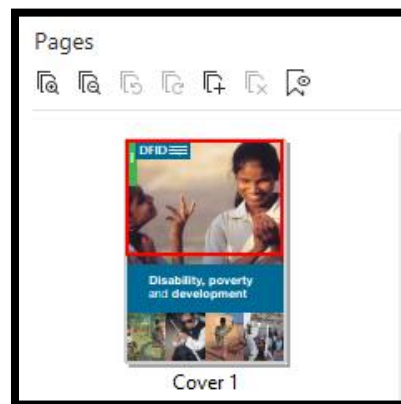 Pages
DFID
Disability, poverty
and development
Cover 1